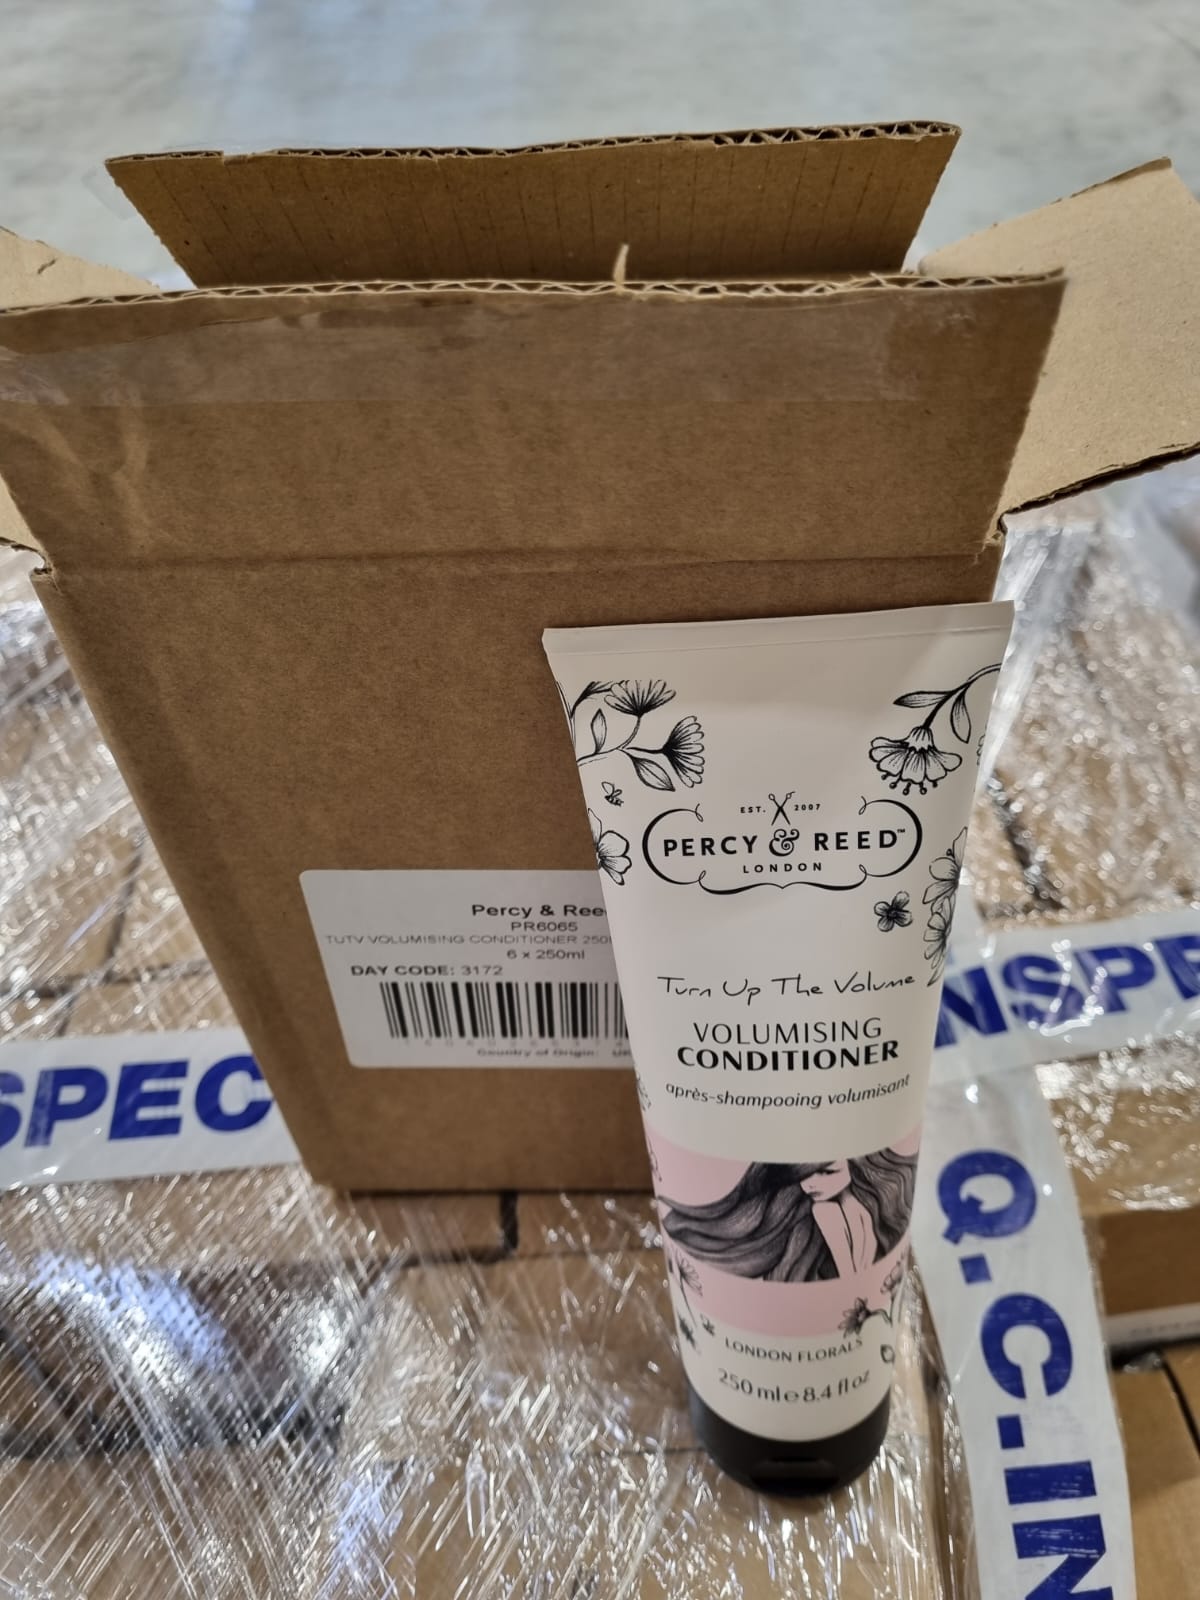 Percy & Ree
PR6065
TUTV VOLUMISING CONDITIONER 250
6 x 250ml
DAY CODE: 3172
Country of Origin:
EST. 2007
PERCY & REED™
LONDON
Turn Up The Volume
VOLUMISING
CONDITIONER
après-shampooing volumisant
LONDON FLORALS
250 ml e 8.4 fl oz
SPEC
NSPE
Q.C.IN